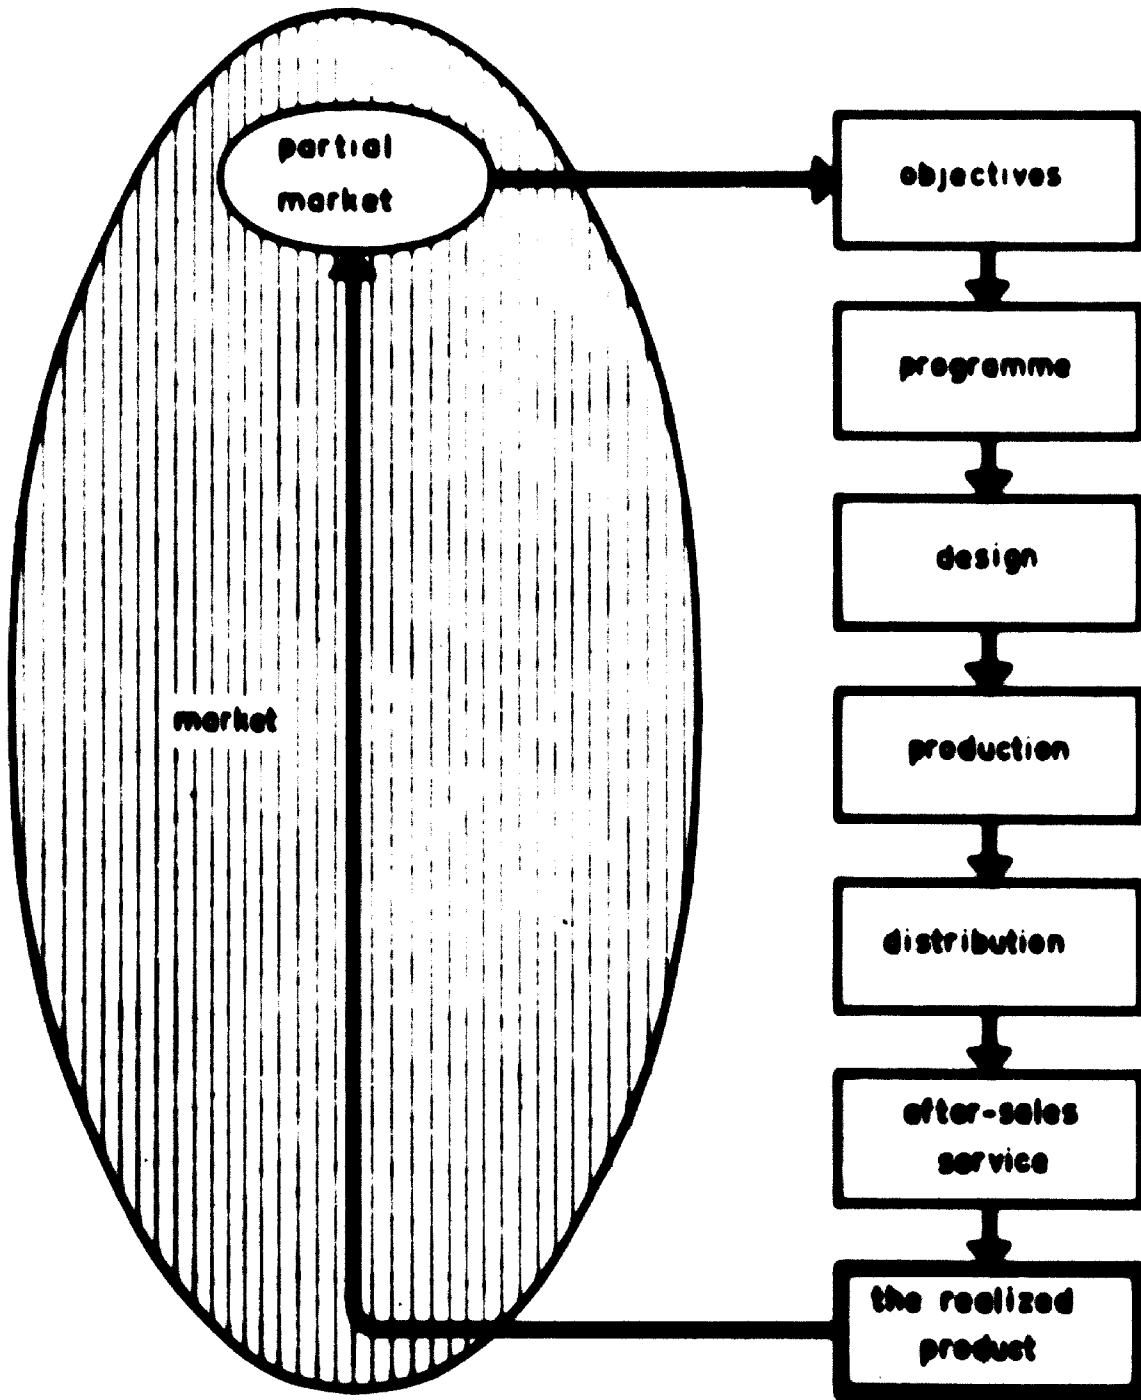 partial
market
market
objectives
programme
design
production
distribution
after-sales
service
the realized
product